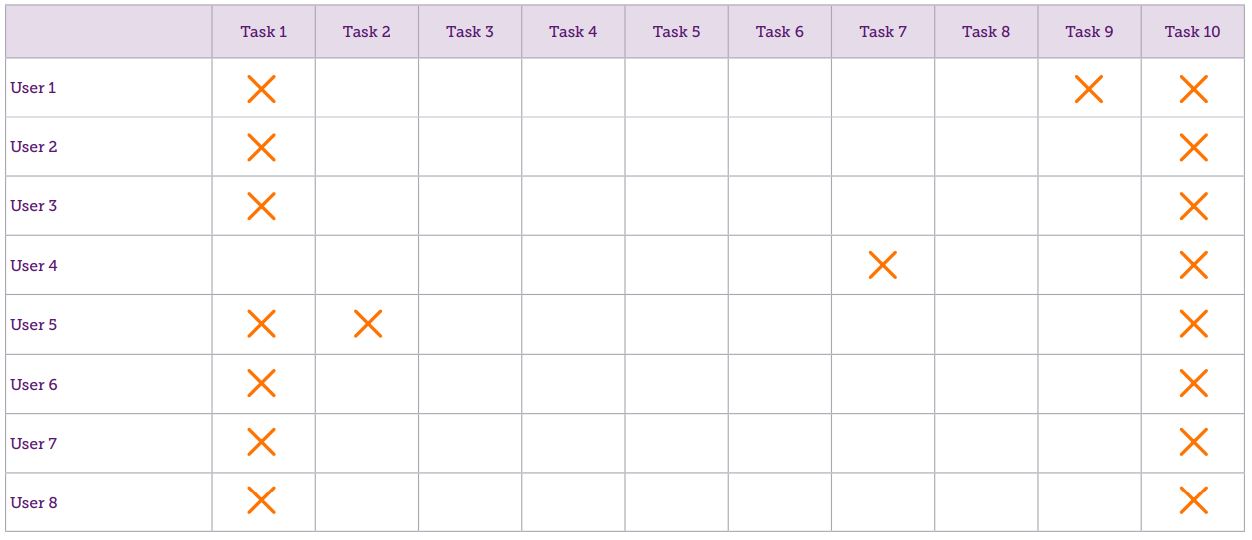 Task 1 Task 2 Task 3 Task 4 Task 5 Task 6 Task 7 Task 8 Task 9 Task 10
User 1
User 2
User 3
User 4
User 5
User 6
User 7
User 8